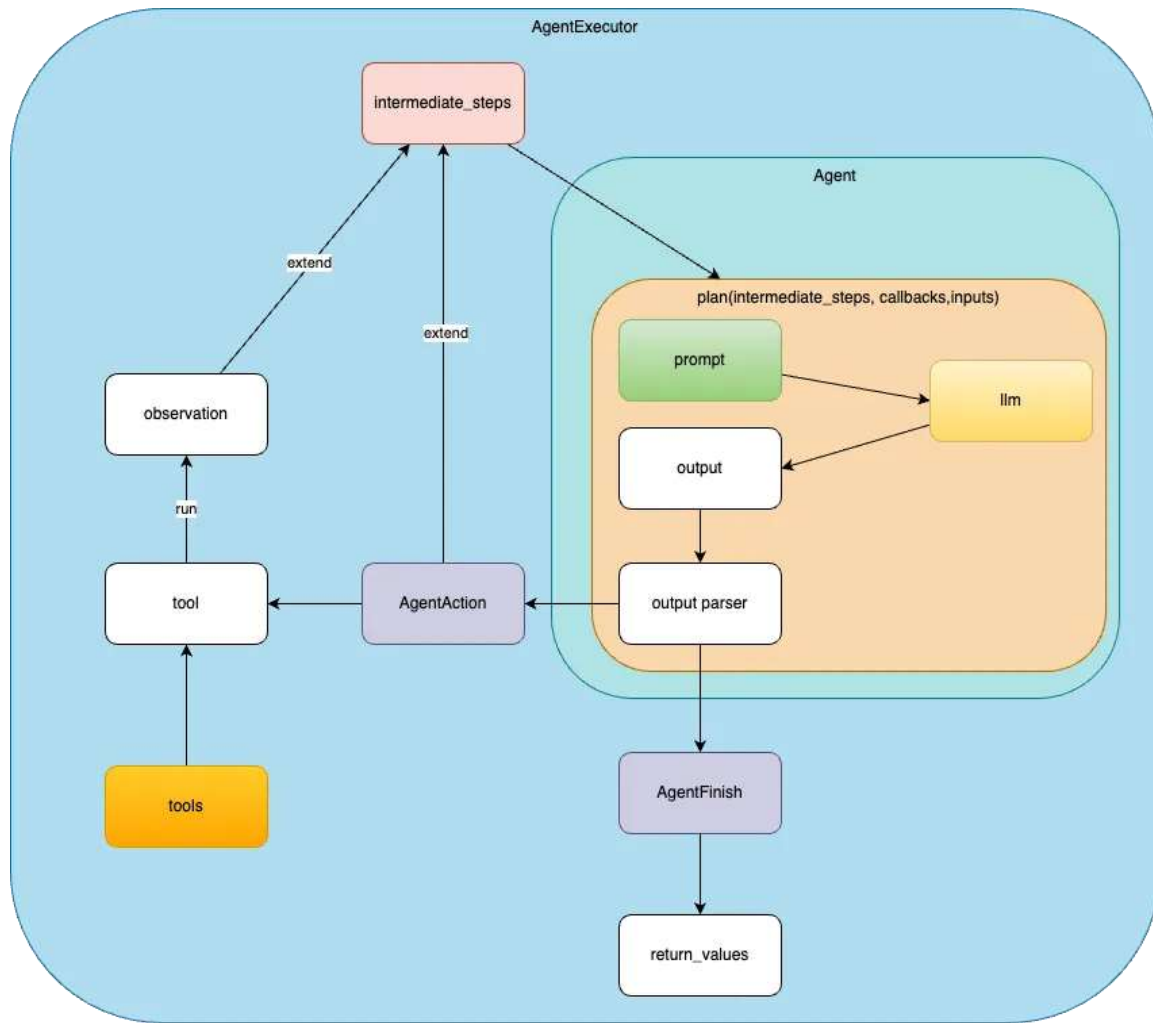 AgentExecutor
intermediate_steps
Agent
extend
plan(intermediate_steps, callbacks,inputs)
extend
prompt
llm
observation
output
run
tool
AgentAction
output parser
tools
AgentFinish
return_values